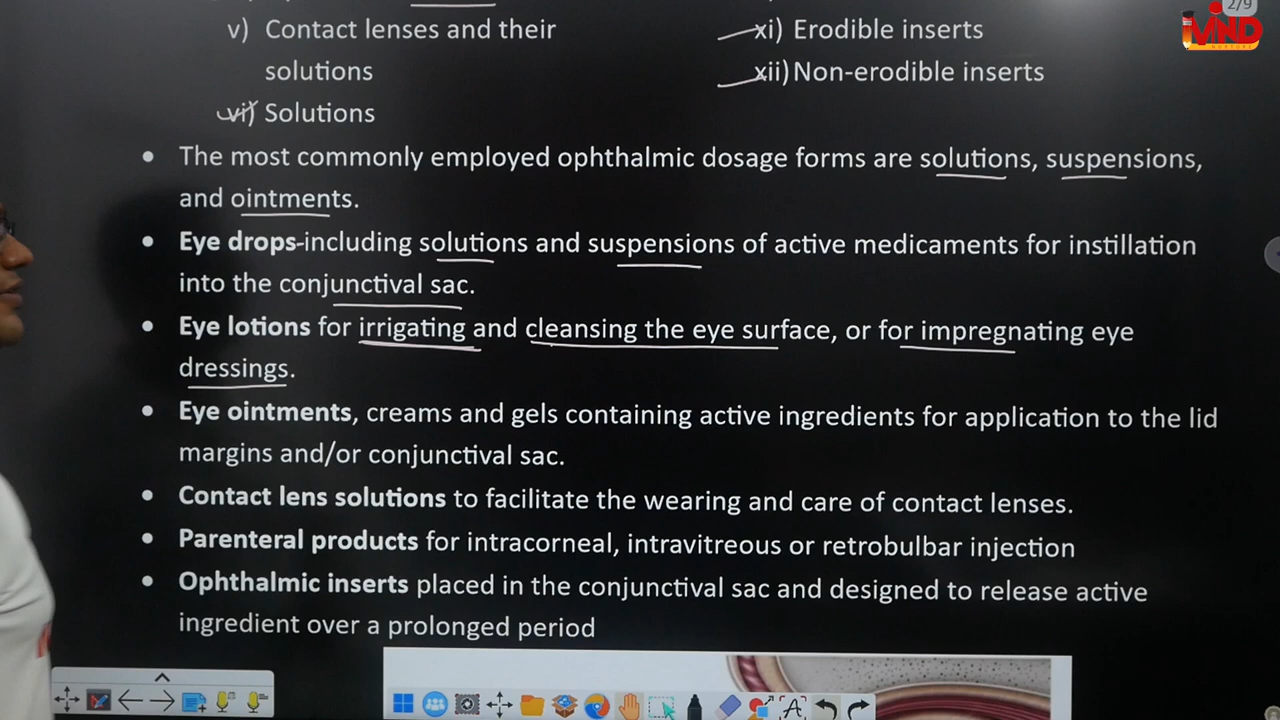 2/9
iMIND
NURTURE
v) Contact lenses and their
solutions
vi) Solutions
xi) Erodible inserts
xii) Non-erodible inserts
• The most commonly employed ophthalmic dosage forms are solutions, suspensions,
and ointments.
• Eye drops-including solutions and suspensions of active medicaments for instillation
into the conjunctival sac.
• Eye lotions for irrigating and cleansing the eye surface, or for impregnating eye
dressings.
• Eye ointments, creams and gels containing active ingredients for application to the lid
margins and/or conjunctival sac.
• Contact lens solutions to facilitate the wearing and care of contact lenses.
• Parenteral products for intracorneal, intravitreous or retrobulbar injection
• Ophthalmic inserts placed in the conjunctival sac and designed to release active
ingredient over a prolonged period